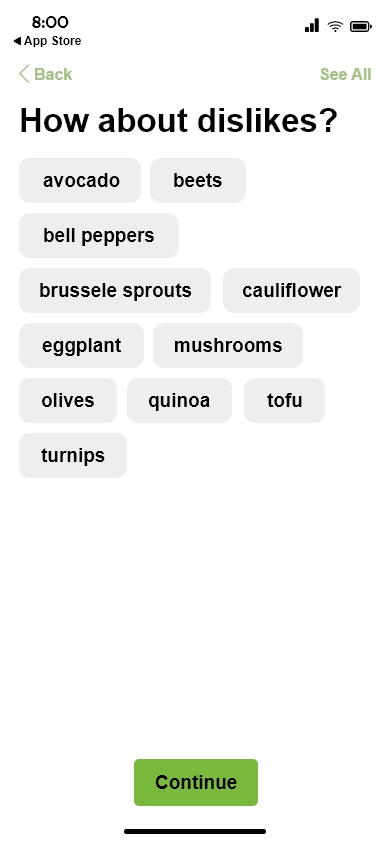 8:00
App Store
Back See All
How about dislikes?
avocado beets
bell peppers
brussele sprouts cauliflower
eggplant mushrooms
olives quinoa tofu
turnips
Continue